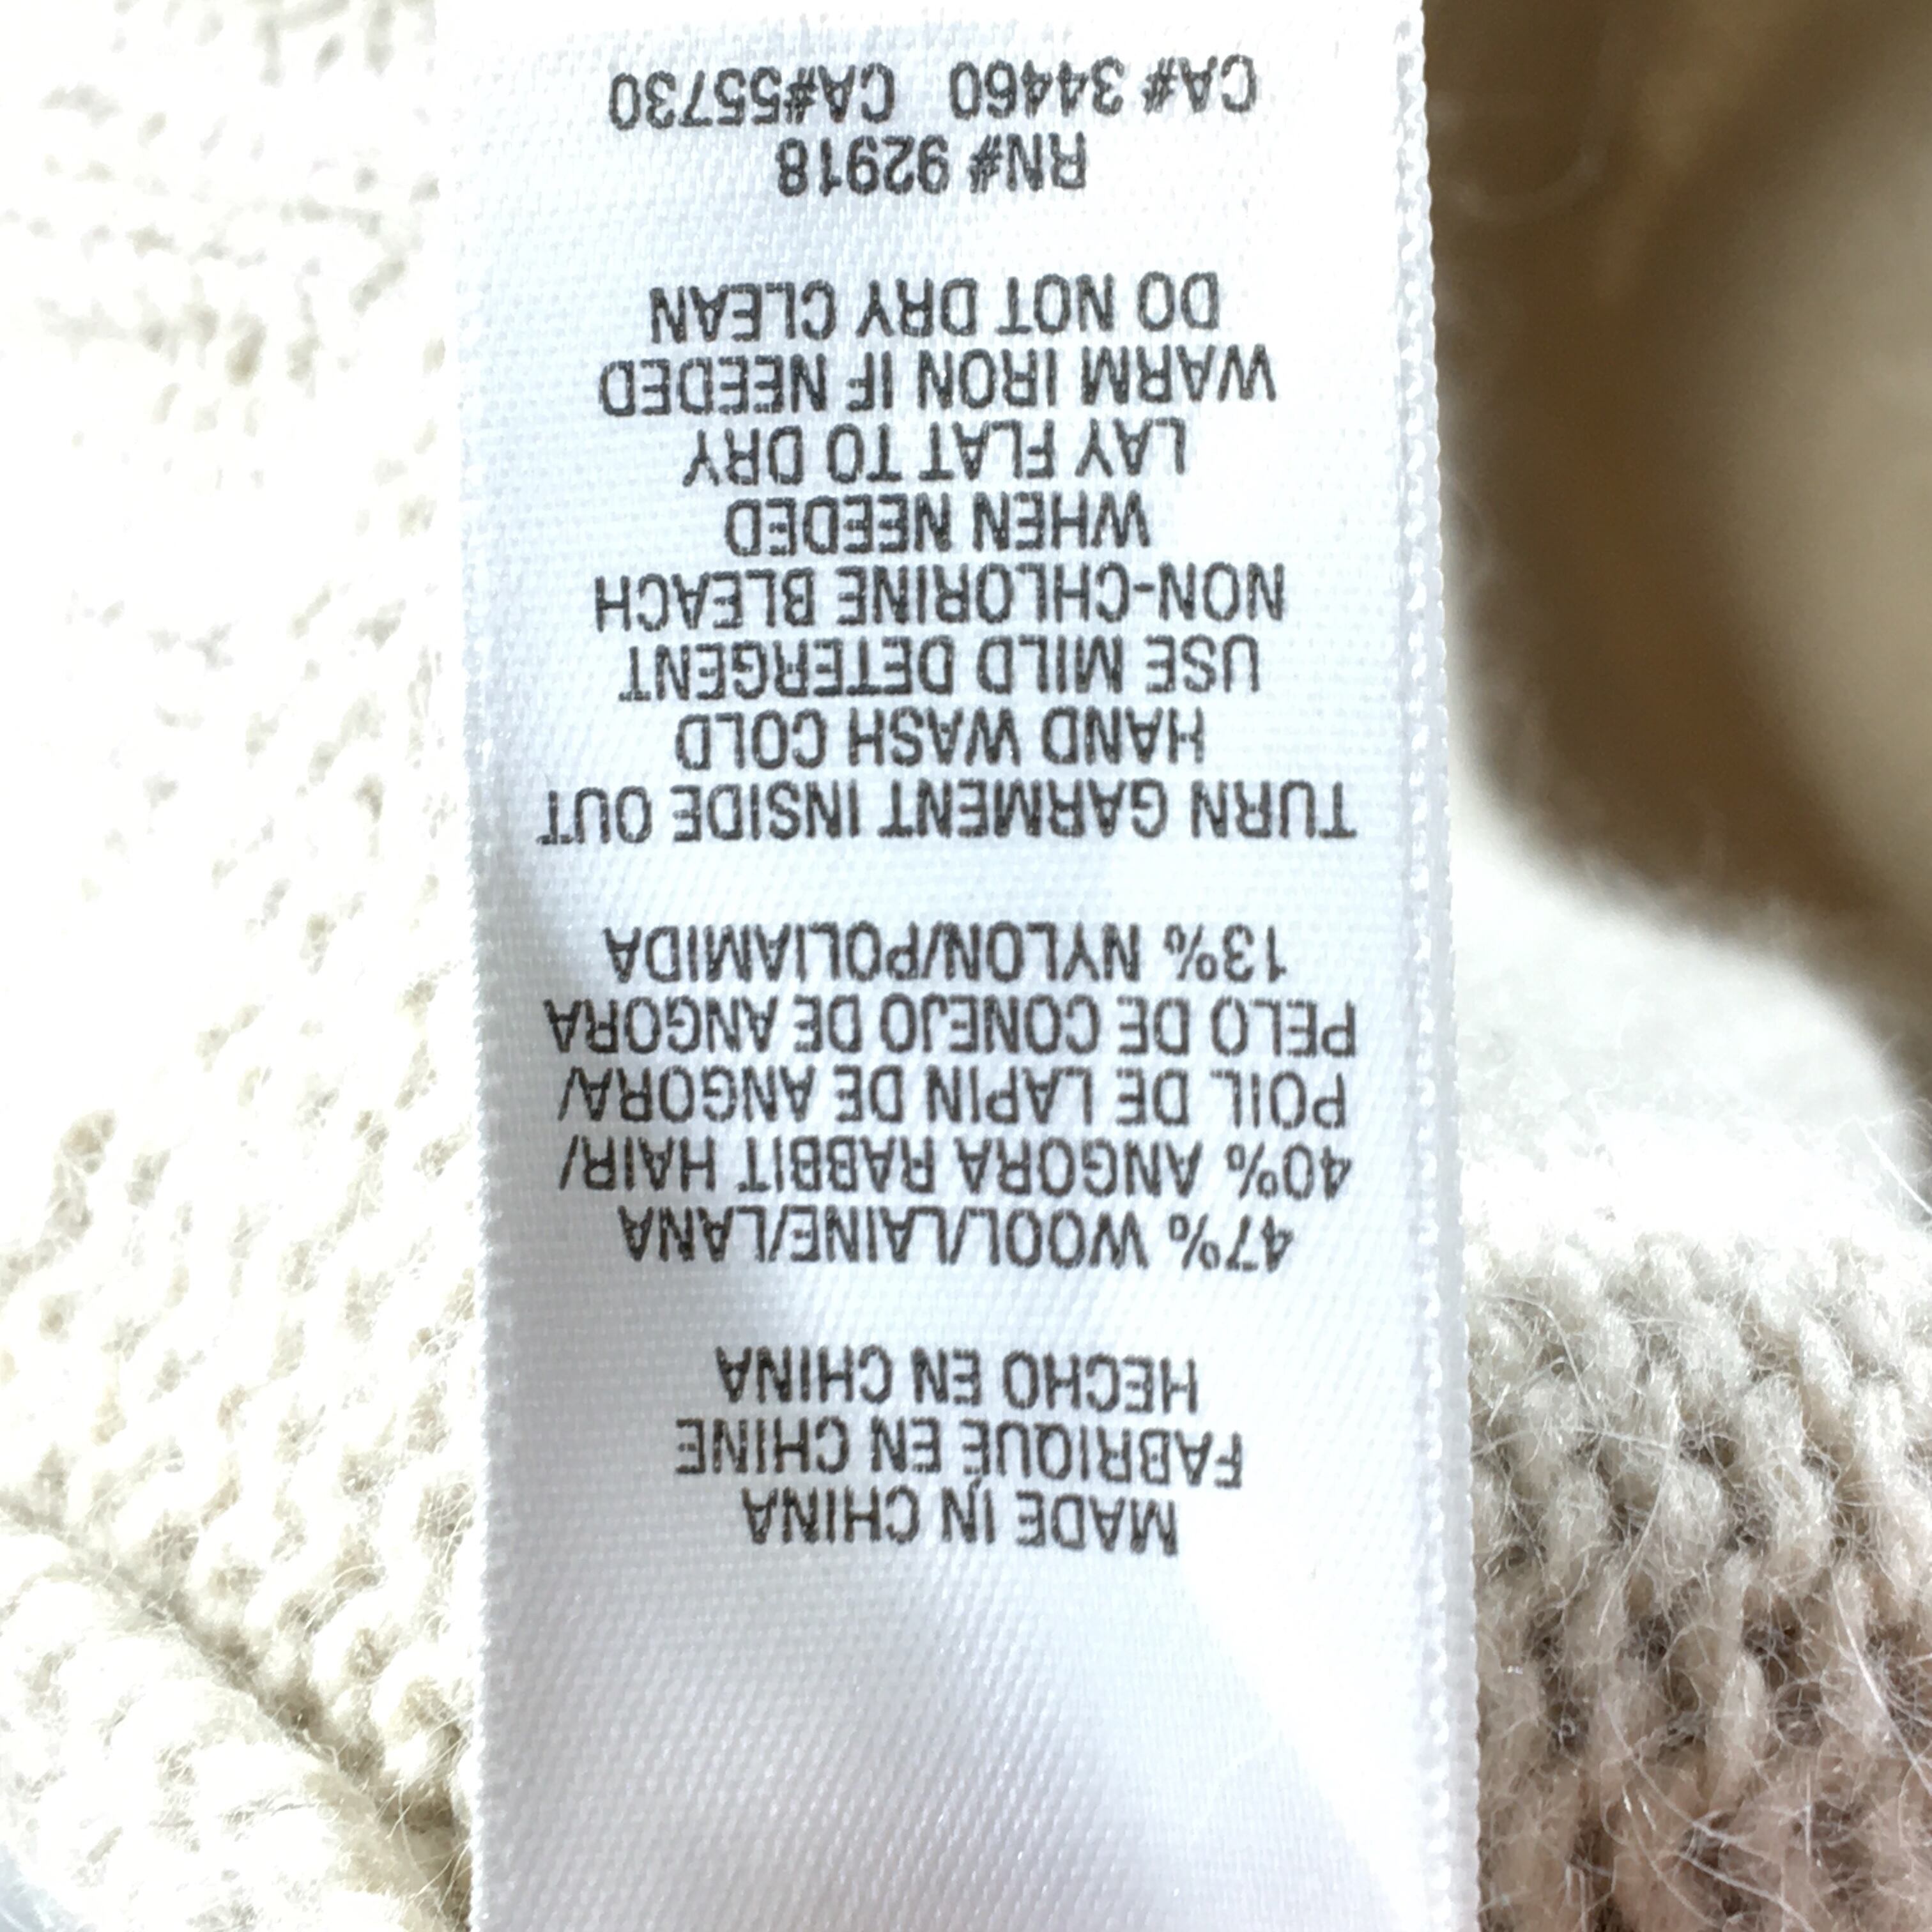 MADE IN CHINA
FABRIQUÉ EN CHINE
HECHO EN CHINA
47% WOOL/LAINE/LANA
40% ANGORA RABBIT HAIR/
POIL DE LAPIN DE ANGORA/
PELO DE CONEJO DE ANGORA
13% NYLON/POLIAMIDA
TURN GARMENT INSIDE OUT
HAND WASH COLD
USE MILD DETERGENT
NON-CHLORINE BLEACH
WHEN NEEDED
LAY FLAT TO DRY
WARM IRON IF NEEDED
DO NOT DRY CLEAN
RN# 92918
CA# 34460 CA#55730